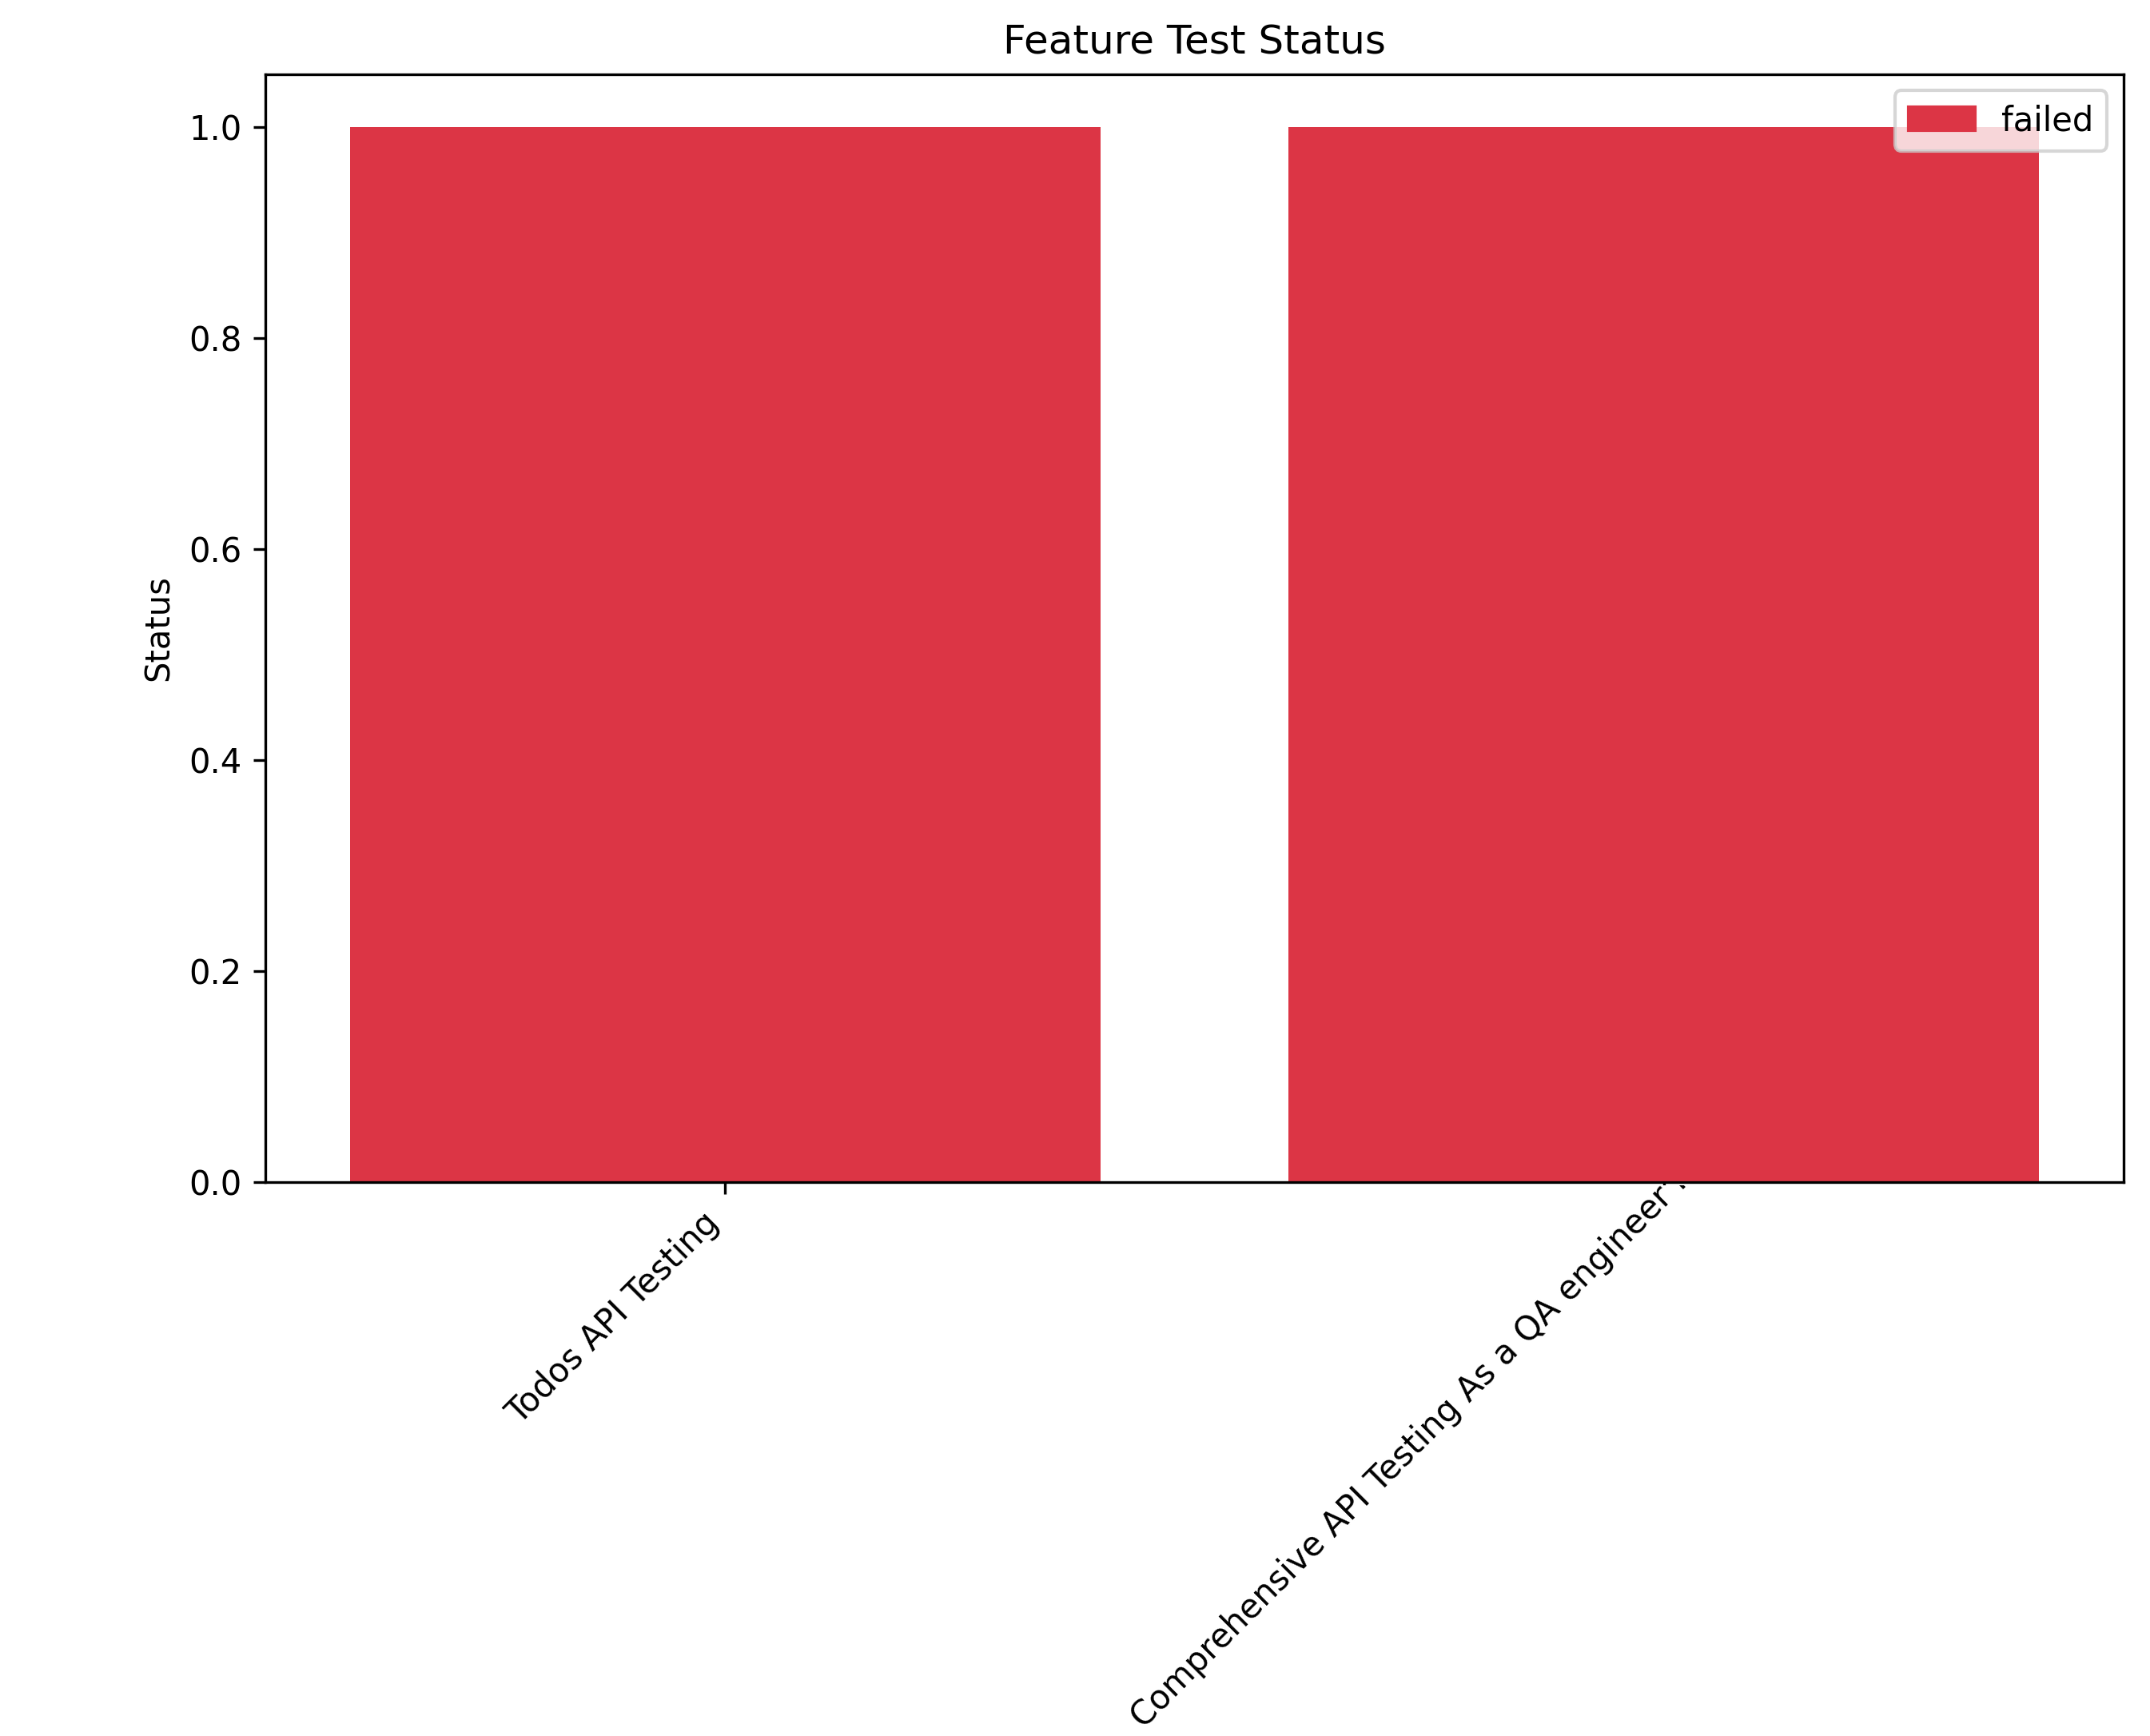 Feature Test Status
failed
1.0
0.8
0.6
0.4
0.2
0.0
Status
Todos API Testing
Comprehensive API Testing As a QA engineer